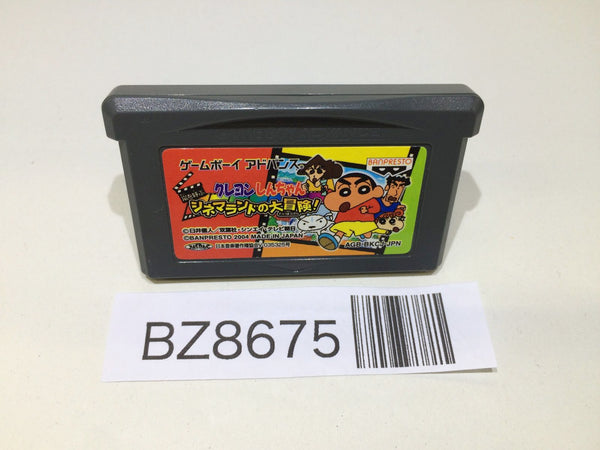 ゲームボーイ アドバンス
BANPRESTO
クレヨンしんちゃん
シネマランドの大冒険!
©臼井儀人/双葉社・シンエイ・テレビ朝日
©BANPRESTO 2004 MADE IN JAPAN
AGB-BKCJ-JPN
BZ8675